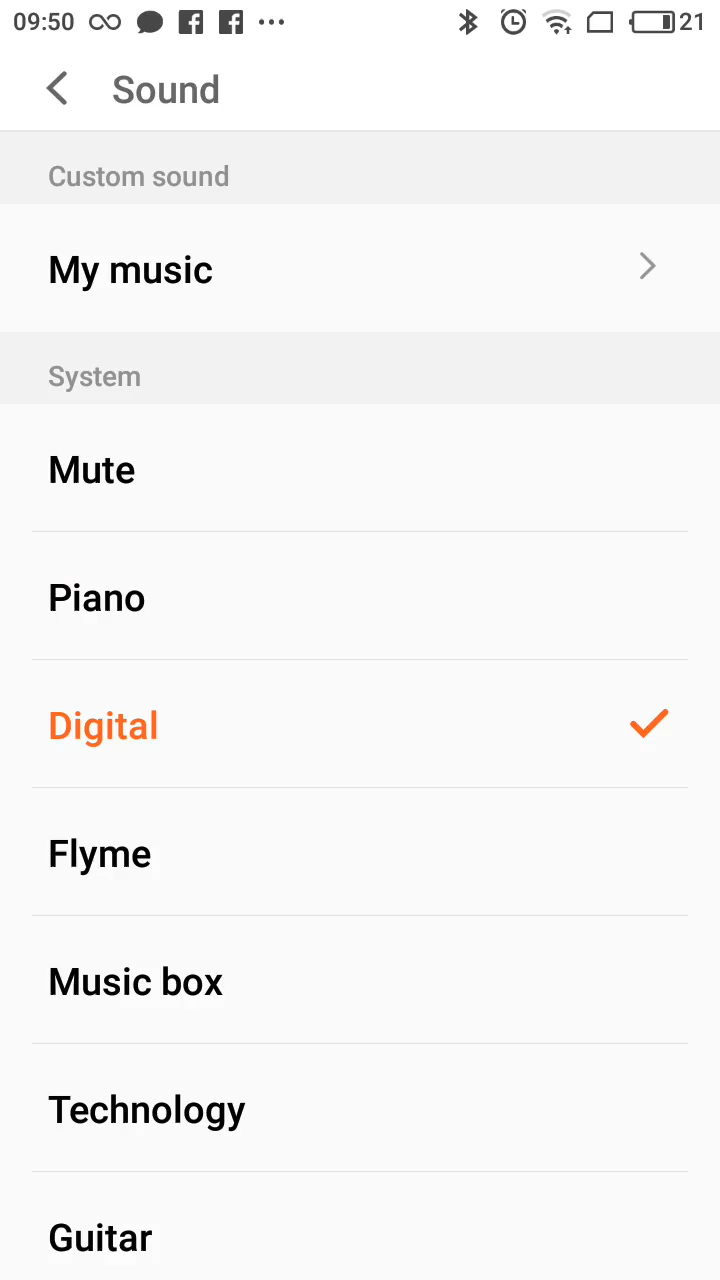 09:50 21
Sound
Custom sound
My music
System
Mute
Piano
Digital
Flyme
Music box
Technology
Guitar